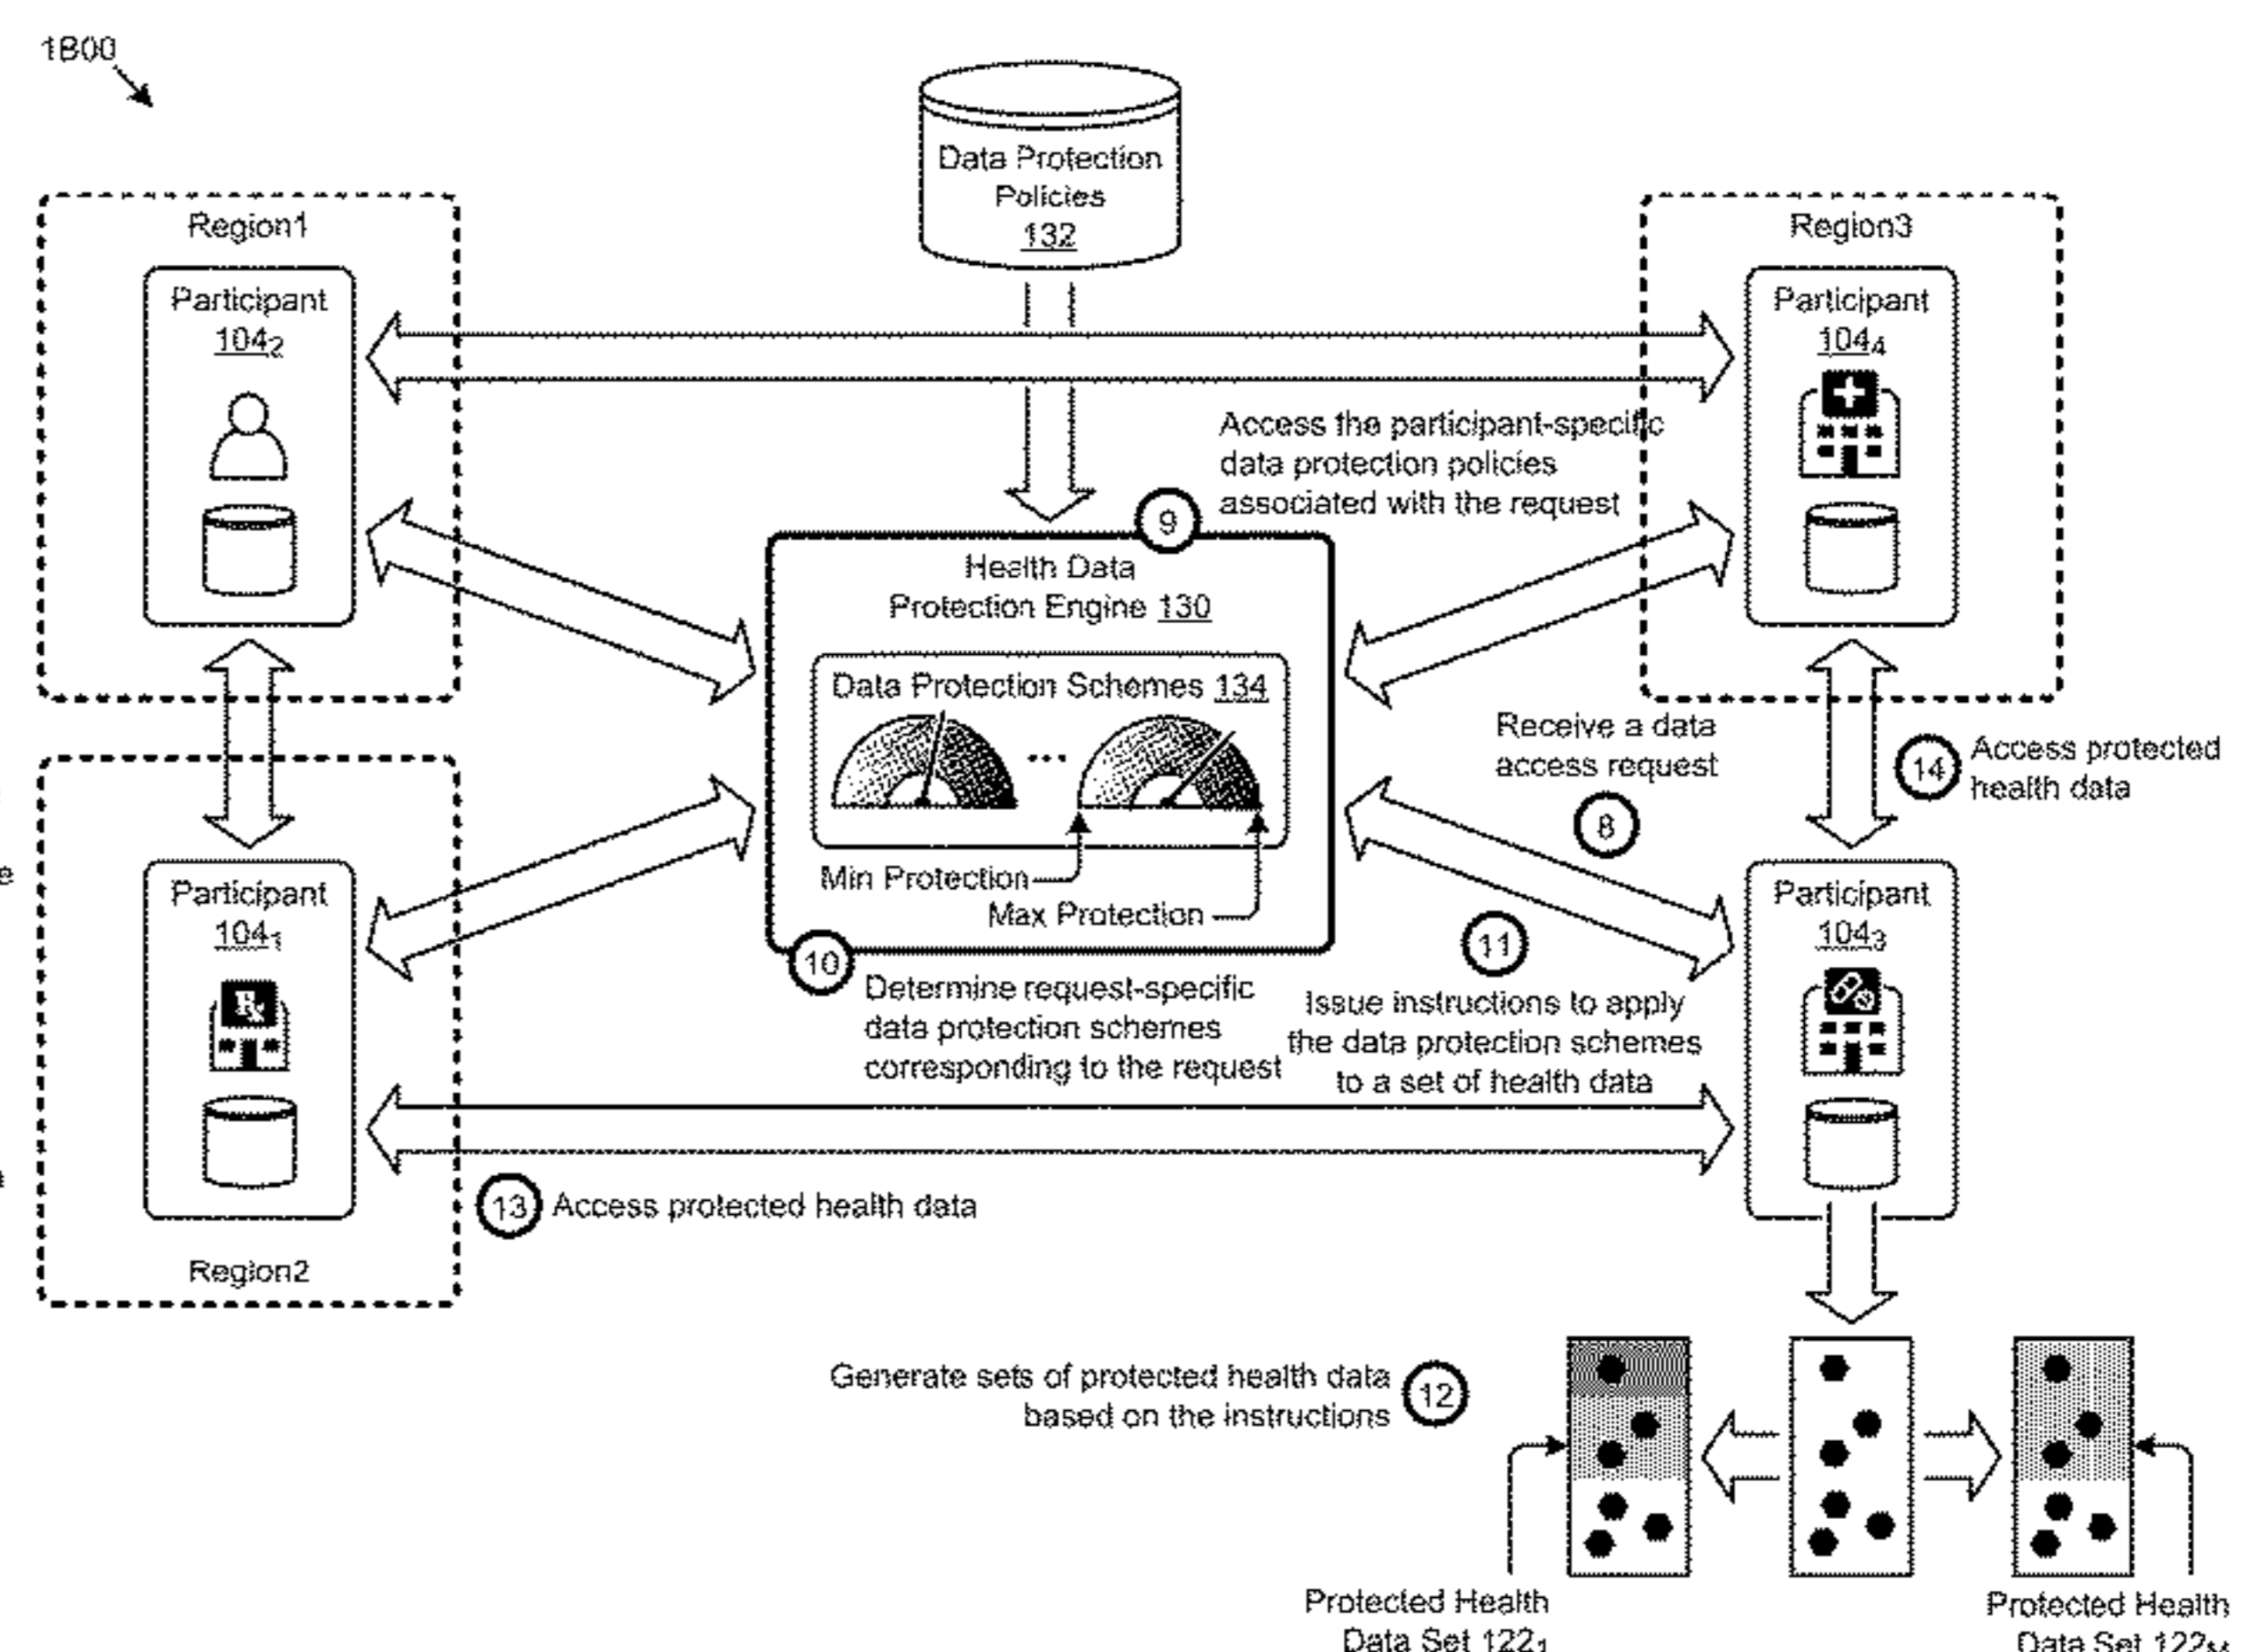 1B00
Data Protection
Policies
132
Region1
Participant
104₂
Region3
Participant
104₄
Access the participant-specific
data protection policies
associated with the request
9
Health Data
Protection Engine 130
Data Protection Schemes 134
...
Min Protection
Max Protection
10
Determine request-specific
data protection schemes
corresponding to the request
Receive a data
access request
8
14
Access protected
health data
11
Issue instructions to apply
the data protection schemes
to a set of health data
Participant
104₁
Rx
Region2
Participant
104₃
13
Access protected health data
Generate sets of protected health data
based on the instructions
12
Protected Health
Data Set 122₁
Protected Health
Data Set 122